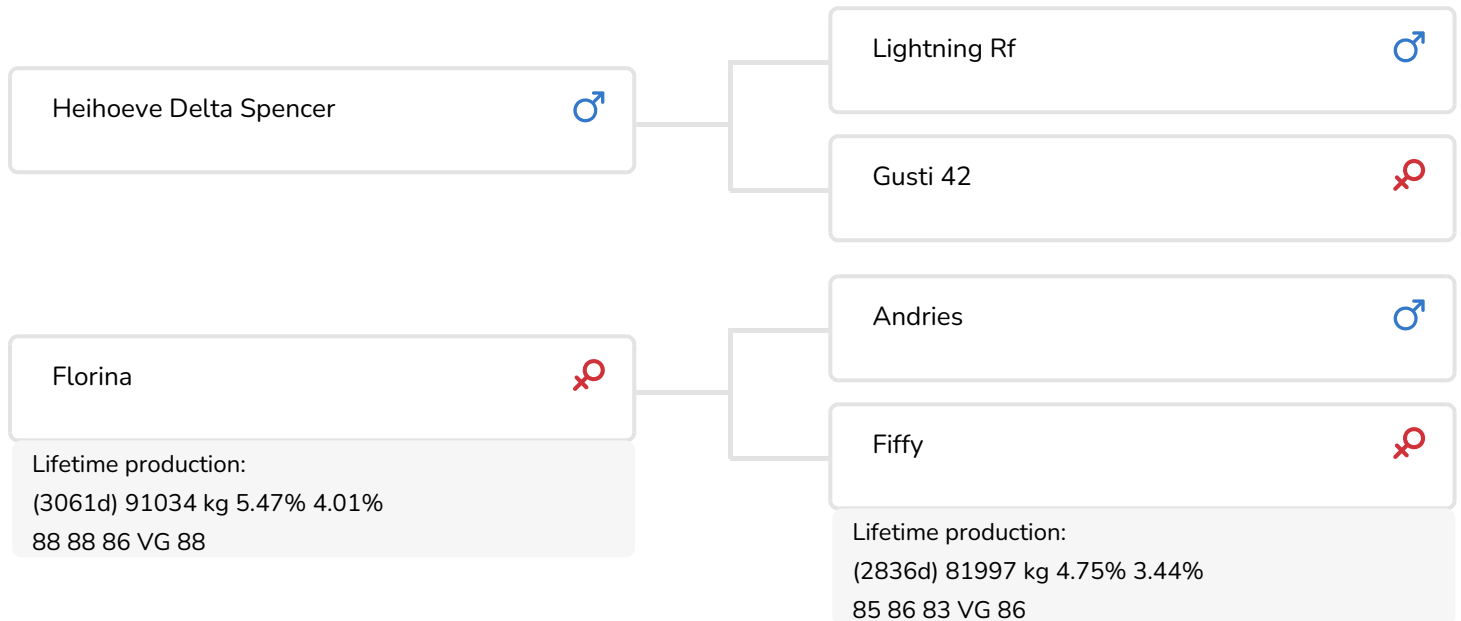 Heihoeve Delta Spencer
Lightning Rf
Gusti 42
Florina
Lifetime production:
(3061d) 91034 kg 5.47% 4.01%
88 88 86 VG 88
Andries
Fiffy
Lifetime production:
(2836d) 81997 kg 4.75% 3.44%
85 86 83 VG 86